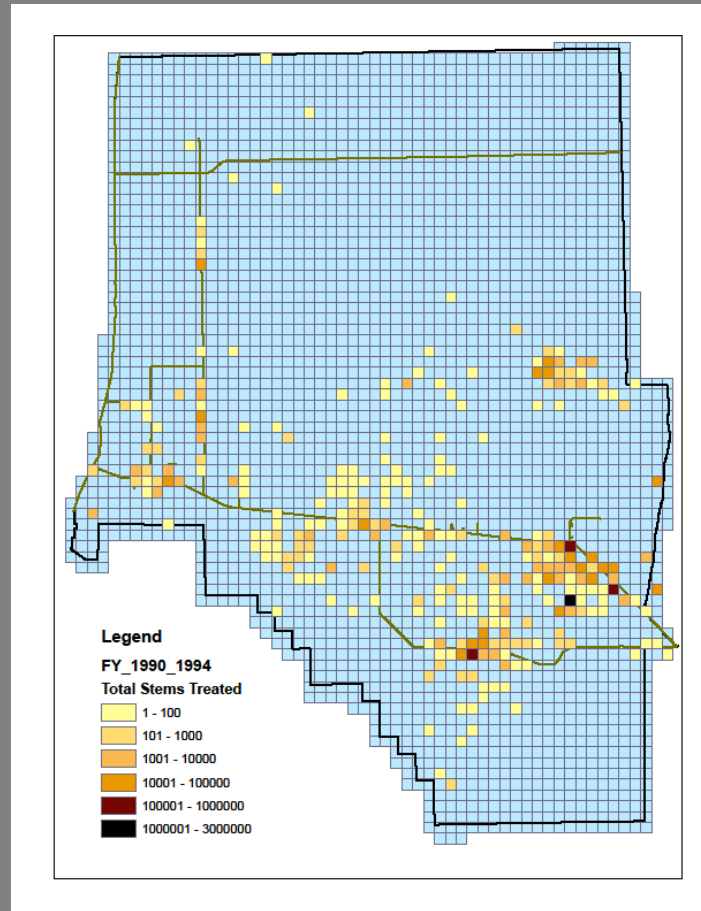 Legend
FY_1990_1994
Total Stems Treated
1 - 100
101 - 1000
1001 - 10000
10001 - 100000
100001 - 1000000
1000001 - 3000000